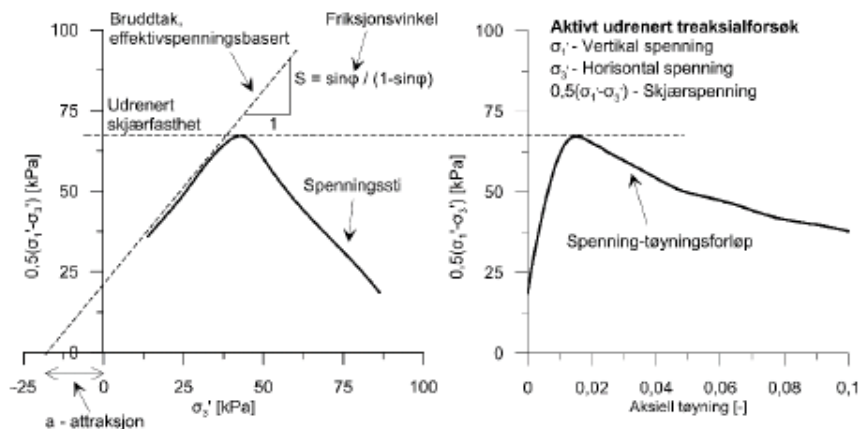 Bruddtak,
effektivspenningsbasert
Friksjonsvinkel
S = sinφ / (1-sinφ)
1
Udrenert
skjærfasthet
Spenningssti
100
75
50
25
0
0,5(σ₁'-σ₃') [kPa]
-25
0
25
50
75
100
σ₃' [kPa]
a - attraksjon
Aktivt udrenert treaksialforsøk
σ₁' - Vertikal spenning
σ₃' - Horisontal spenning
0,5(σ₁'-σ₃') - Skjærspenning
Spenning-tøyningsforløp
100
75
50
25
0
0,5(σ₁'-σ₃') [kPa]
0
0,02
0,04
0,06
0,08
0,1
Aksiell tøyning [-]